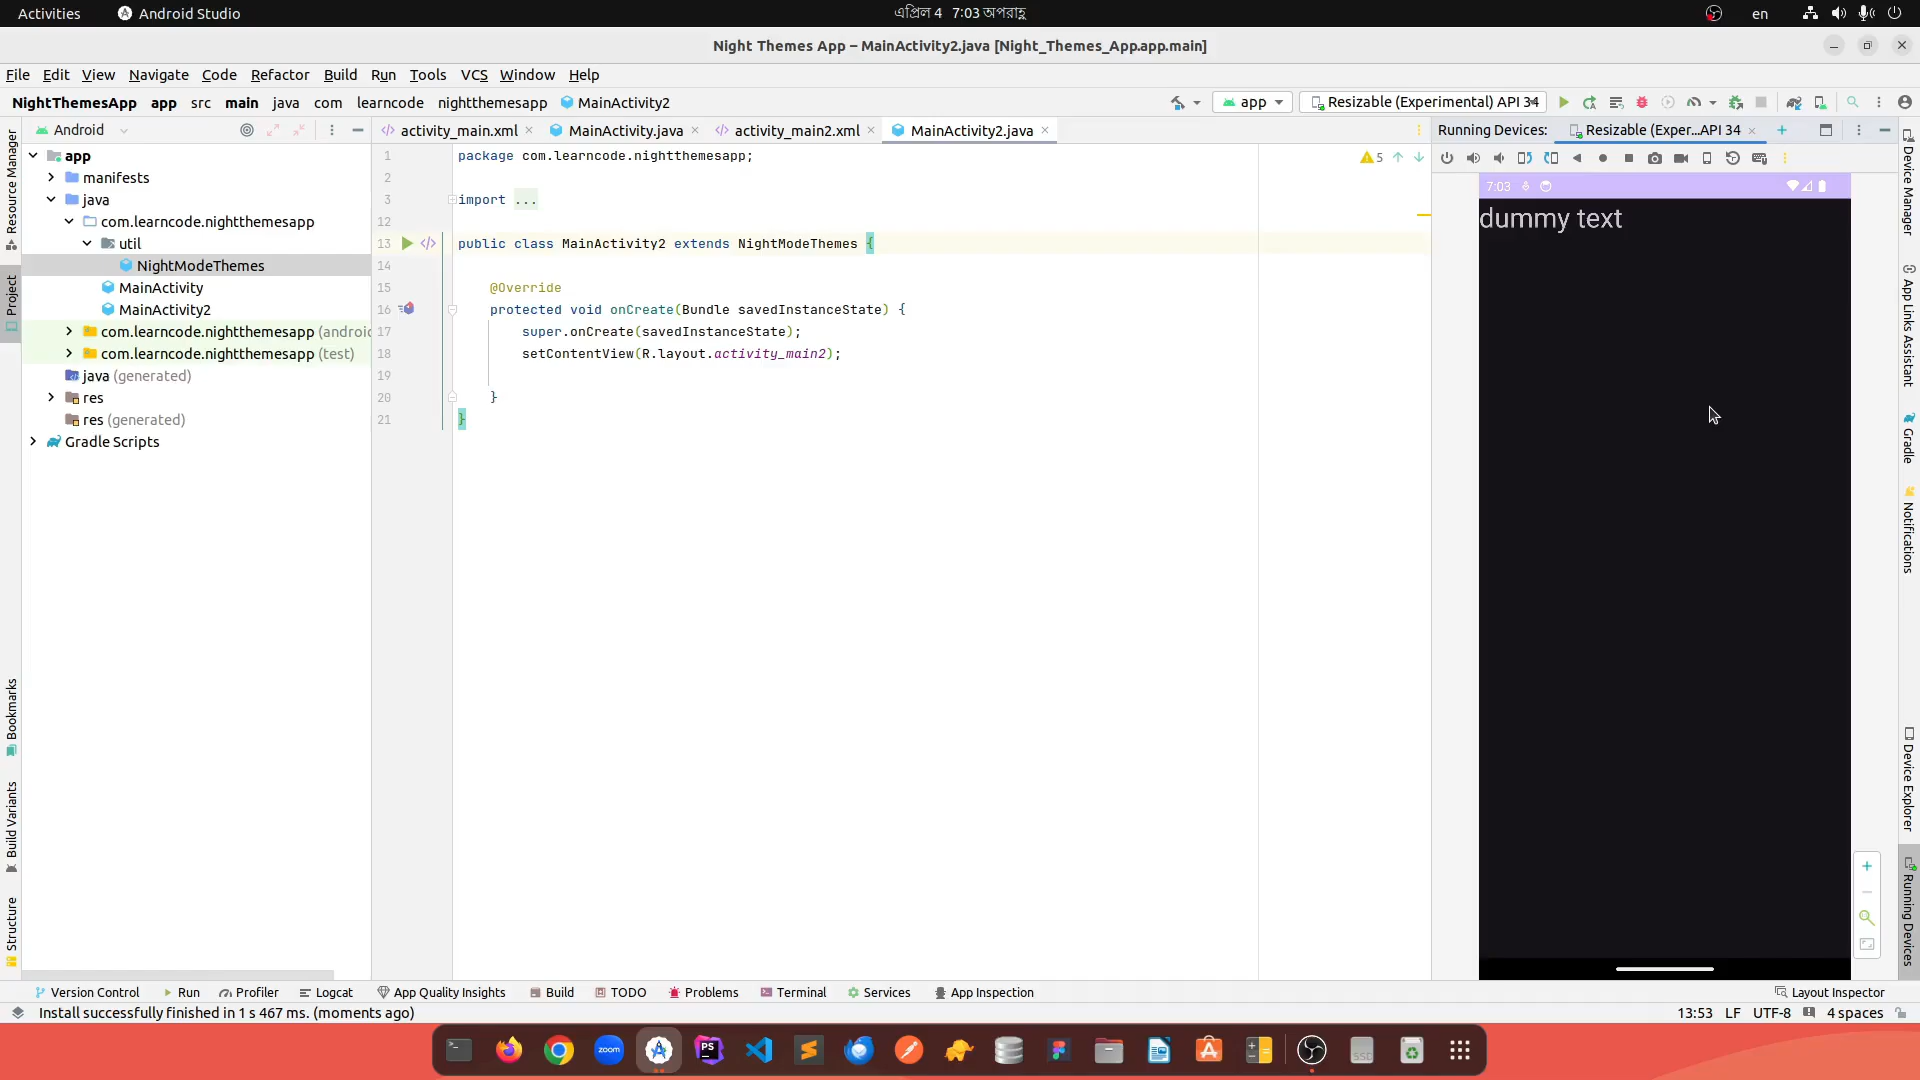 Activities
Android Studio
এপ্রিল 4 7:03 অপরাহ্ণ
en
Night Themes App – MainActivity2.java [Night_Themes_App.app.main]
File Edit View Navigate Code Refactor Build Run Tools VCS Window Help
NightThemesApp app src main java com learncode nightthemesapp MainActivity2
app
Resizable (Experimental) API 34
Android
activity_main.xml
MainActivity.java
activity_main2.xml
MainActivity2.java
Running Devices:
Resizable (Exper...API 34
app
manifests
java
com.learncode.nightthemesapp
util
NightModeThemes
MainActivity
MainActivity2
com.learncode.nightthemesapp (androi
com.learncode.nightthemesapp (test)
java (generated)
res
res (generated)
Gradle Scripts
1 package com.learncode.nightthemesapp;
2
3 import ...
12
13 public class MainActivity2 extends NightModeThemes {
14
15 @Override
16 protected void onCreate(Bundle savedInstanceState) {
17 super.onCreate(savedInstanceState);
18 setContentView(R.layout.activity_main2);
19
20 }
21 }
5
7:03
dummy text
Resource Manager
Project
Bookmarks
Build Variants
Structure
Device Manager
App Links Assistant
Gradle
Notifications
Device Explorer
Running Devices
Version Control
Run
Profiler
Logcat
App Quality Insights
Build
TODO
Problems
Terminal
Services
App Inspection
Layout Inspector
Install successfully finished in 1 s 467 ms. (moments ago)
13:53 LF UTF-8 4 spaces
zoom
PS
SSD